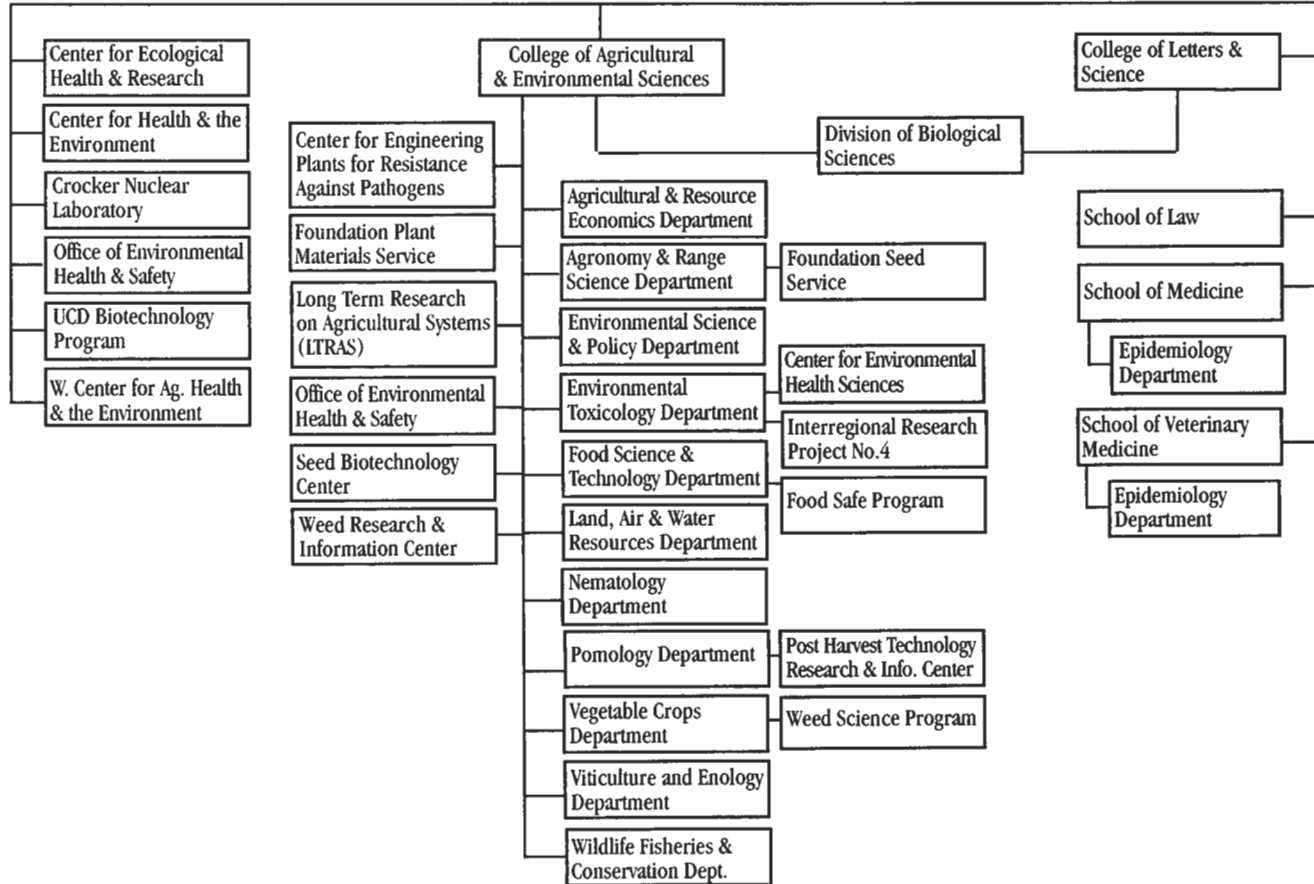 Center for Ecological
Health & Research
Center for Health & the
Environment
Crocker Nuclear
Laboratory
Office of Environmental
Health & Safety
UCD Biotechnology
Program
W. Center for Ag. Health
& the Environment
College of Agricultural
& Environmental Sciences
College of Letters &
Science
Division of Biological
Sciences
Center for Engineering
Plants for Resistance
Against Pathogens
Foundation Plant
Materials Service
Long Term Research
on Agricultural Systems
(LTRAS)
Office of Environmental
Health & Safety
Seed Biotechnology
Center
Weed Research &
Information Center
Agricultural & Resource
Economics Department
Agronomy & Range
Science Department
Foundation Seed
Service
Environmental Science
& Policy Department
Environmental
Toxicology Department
Center for Environmental
Health Sciences
Interregional Research
Project No.4
Food Science &
Technology Department
Food Safe Program
Land, Air & Water
Resources Department
Nematology
Department
Pomology Department
Post Harvest Technology
Research & Info. Center
Vegetable Crops
Department
Weed Science Program
Viticulture and Enology
Department
Wildlife Fisheries &
Conservation Dept.
School of Law
School of Medicine
Epidemiology
Department
School of Veterinary
Medicine
Epidemiology
Department